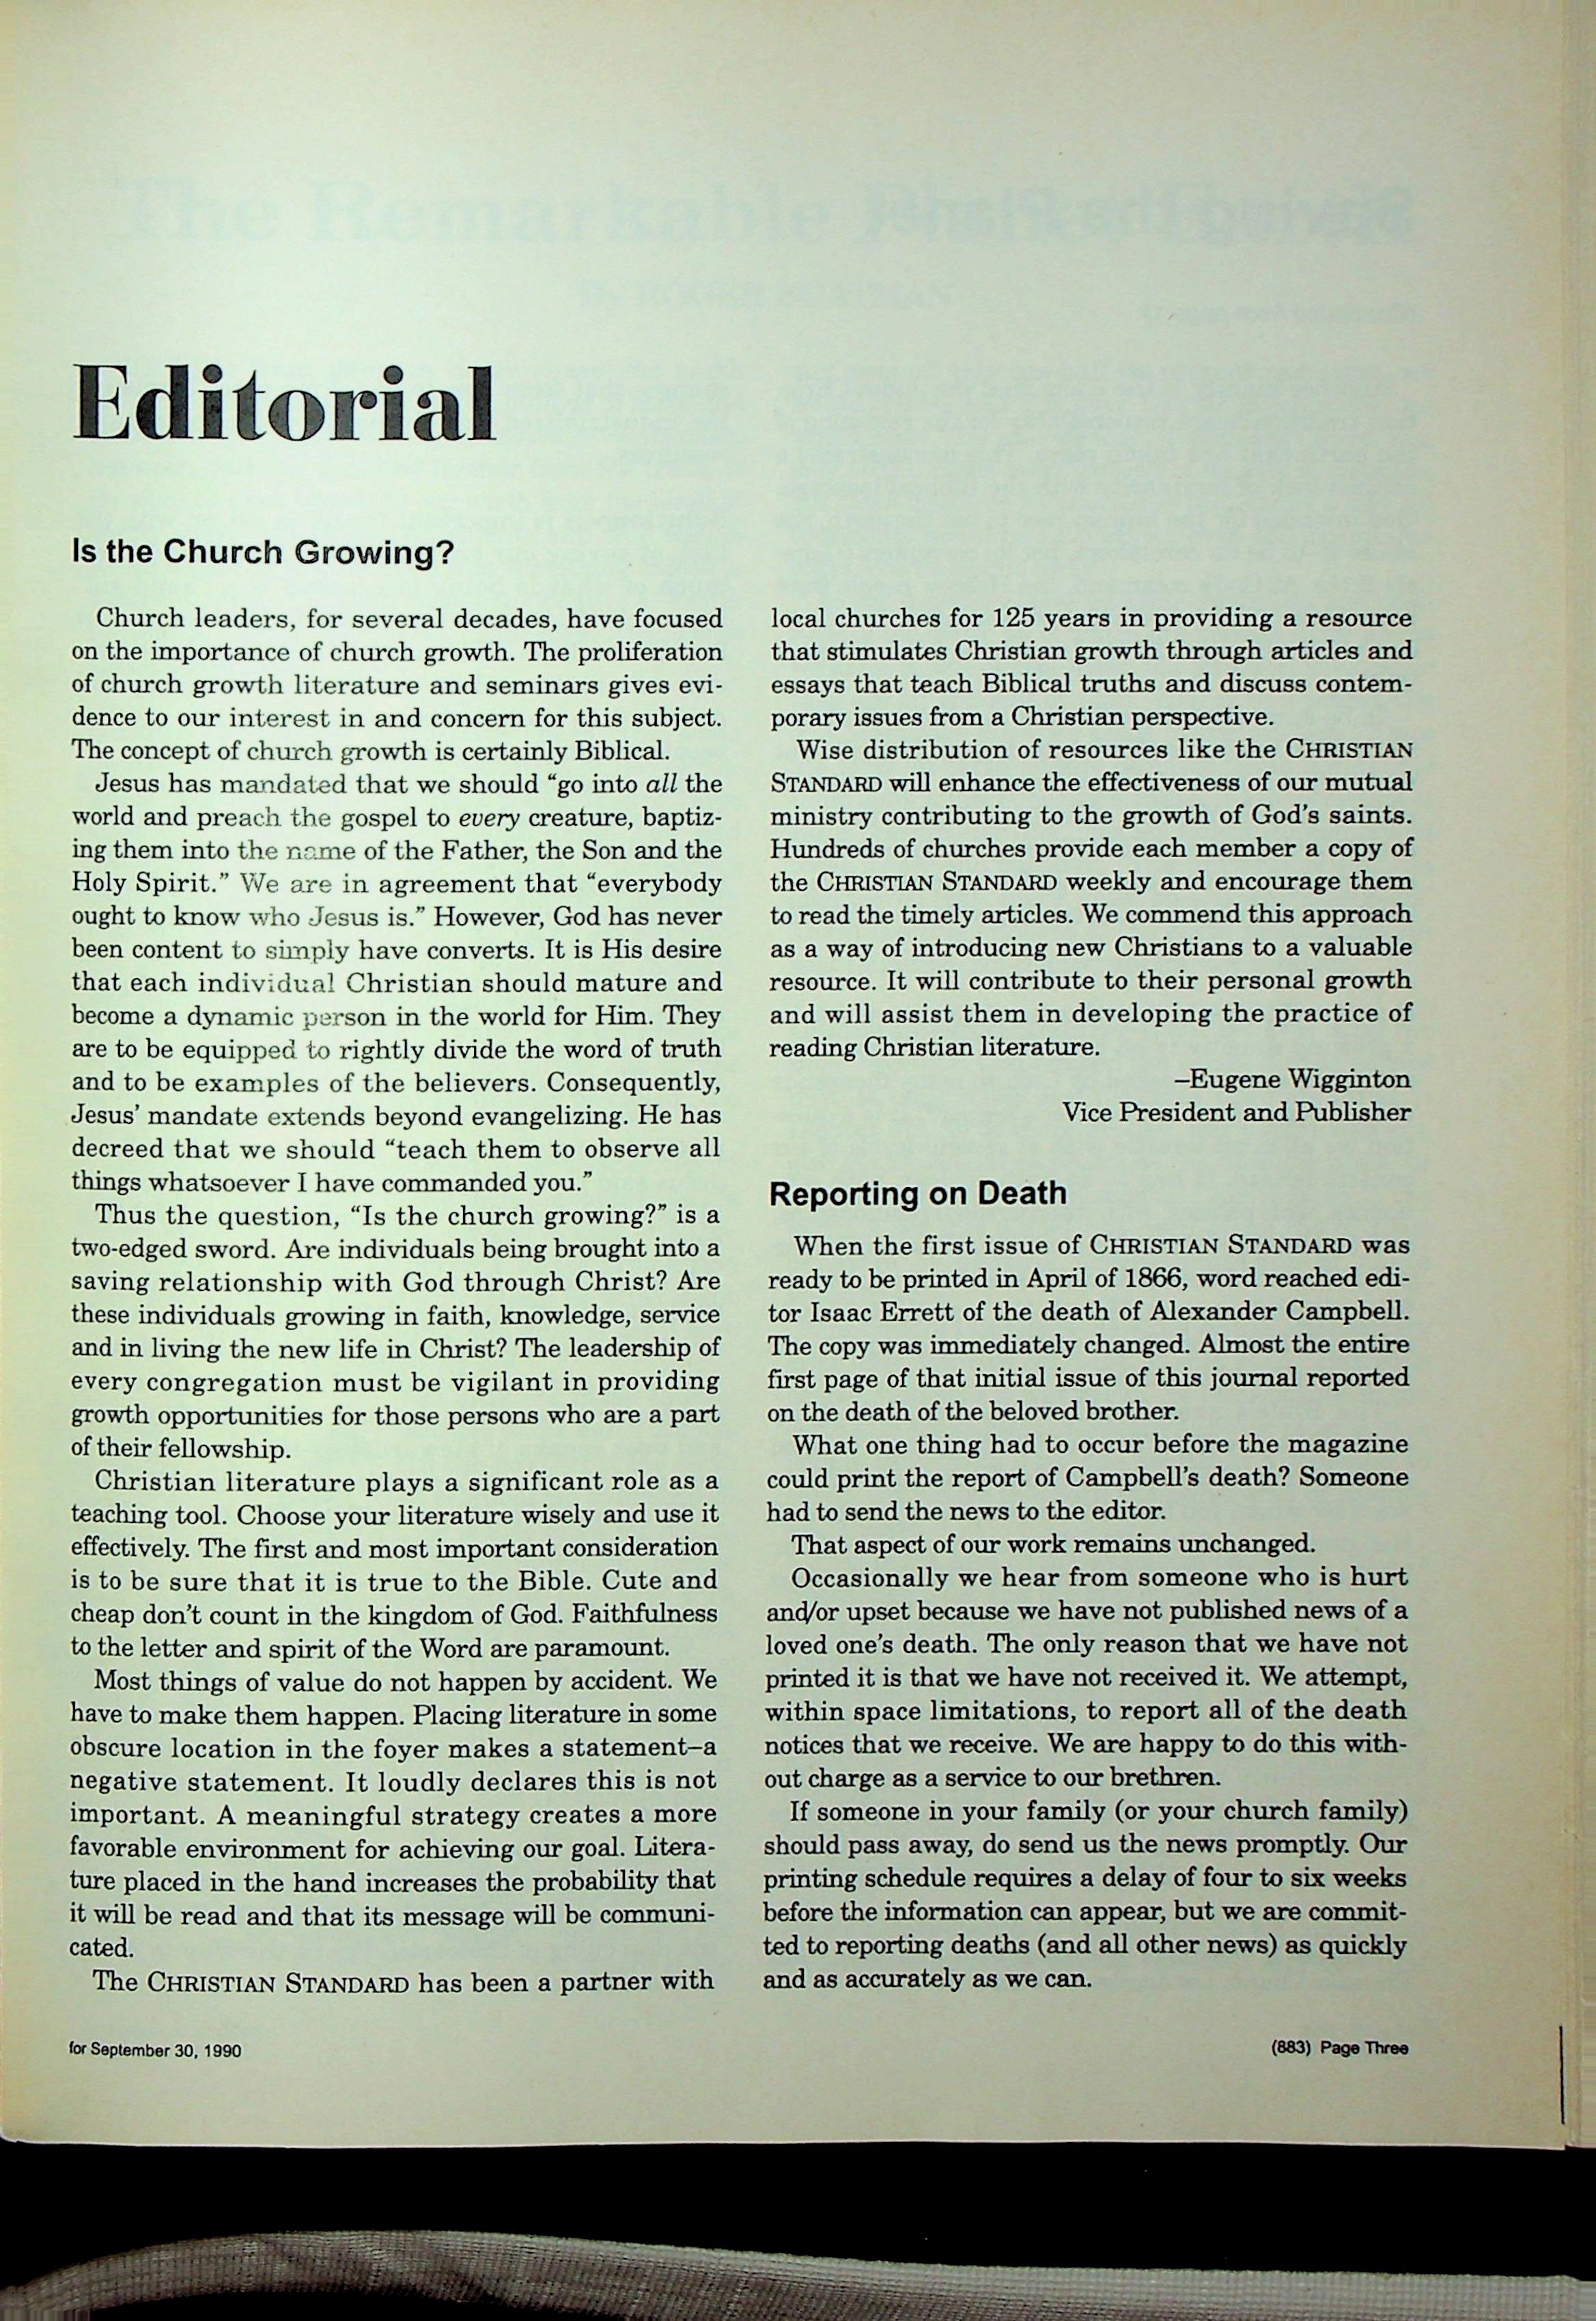 Editorial
Is the Church Growing?
Church leaders, for several decades, have focused
on the importance of church growth. The proliferation
of church growth literature and seminars gives evi-
dence to our interest in and concern for this subject.
The concept of church growth is certainly Biblical.
Jesus has mandated that we should “go into all the
world and preach the gospel to every creature, baptiz-
ing them into the name of the Father, the Son and the
Holy Spirit.” We are in agreement that “everybody
ought to know who Jesus is.” However, God has never
been content to simply have converts. It is His desire
that each individual Christian should mature and
become a dynamic person in the world for Him. They
are to be equipped to rightly divide the word of truth
and to be examples of the believers. Consequently,
Jesus’ mandate extends beyond evangelizing. He has
decreed that we should “teach them to observe all
things whatsoever I have commanded you.”
Thus the question, “Is the church growing?” is a
two-edged sword. Are individuals being brought into a
saving relationship with God through Christ? Are
these individuals growing in faith, knowledge, service
and in living the new life in Christ? The leadership of
every congregation must be vigilant in providing
growth opportunities for those persons who are a part
of their fellowship.
Christian literature plays a significant role as a
teaching tool. Choose your literature wisely and use it
effectively. The first and most important consideration
is to be sure that it is true to the Bible. Cute and
cheap don’t count in the kingdom of God. Faithfulness
to the letter and spirit of the Word are paramount.
Most things of value do not happen by accident. We
have to make them happen. Placing literature in some
obscure location in the foyer makes a statement–a
negative statement. It loudly declares this is not
important. A meaningful strategy creates a more
favorable environment for achieving our goal. Litera-
ture placed in the hand increases the probability that
it will be read and that its message will be communi-
cated.
The CHRISTIAN STANDARD has been a partner with
local churches for 125 years in providing a resource
that stimulates Christian growth through articles and
essays that teach Biblical truths and discuss contem-
porary issues from a Christian perspective.
Wise distribution of resources like the CHRISTIAN
STANDARD will enhance the effectiveness of our mutual
ministry contributing to the growth of God’s saints.
Hundreds of churches provide each member a copy of
the CHRISTIAN STANDARD weekly and encourage them
to read the timely articles. We commend this approach
as a way of introducing new Christians to a valuable
resource. It will contribute to their personal growth
and will assist them in developing the practice of
reading Christian literature.
–Eugene Wigginton
Vice President and Publisher
Reporting on Death
When the first issue of CHRISTIAN STANDARD was
ready to be printed in April of 1866, word reached edi-
tor Isaac Errett of the death of Alexander Campbell.
The copy was immediately changed. Almost the entire
first page of that initial issue of this journal reported
on the death of the beloved brother.
What one thing had to occur before the magazine
could print the report of Campbell’s death? Someone
had to send the news to the editor.
That aspect of our work remains unchanged.
Occasionally we hear from someone who is hurt
and/or upset because we have not published news of a
loved one’s death. The only reason that we have not
printed it is that we have not received it. We attempt,
within space limitations, to report all of the death
notices that we receive. We are happy to do this with-
out charge as a service to our brethren.
If someone in your family (or your church family)
should pass away, do send us the news promptly. Our
printing schedule requires a delay of four to six weeks
before the information can appear, but we are commit-
ted to reporting deaths (and all other news) as quickly
and as accurately as we can.
for September 30, 1990
(883) Page Three